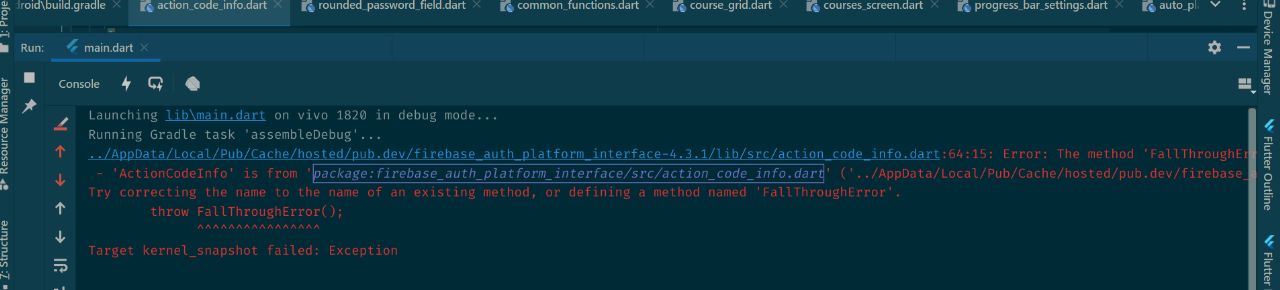 roid\build.gradle
action_code_info.dart
rounded_password_field.dart
common_functions.dart
course_grid.dart
courses_screen.dart
progress_bar_settings.dart
auto_pl
1: Proje
Run:
main.dart
Console
Launching lib\main.dart on vivo 1820 in debug mode...
Running Gradle task 'assembleDebug'...
../AppData/Local/Pub/Cache/hosted/pub.dev/firebase_auth_platform_interface-4.3.1/lib/src/action_code_info.dart:64:15: Error: The method 'FallThroughErr
- 'ActionCodeInfo' is from 'package:firebase_auth_platform_interface/src/action_code_info.dart' ('../AppData/Local/Pub/Cache/hosted/pub.dev/firebase_a
Try correcting the name to the name of an existing method, or defining a method named 'FallThroughError'.
throw FallThroughError();
^^^^^^^^^^^^^^^^
Target kernel_snapshot failed: Exception
Resource Manager
7: Structure
Device Manager
Flutter Outline
Flutter